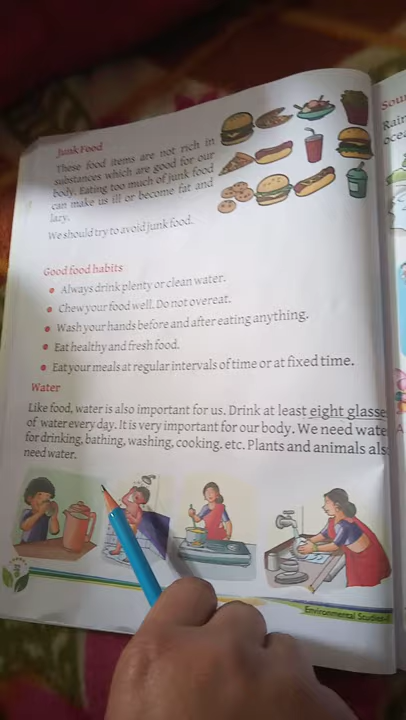 Junk Food
These food items are not rich in
substances which are good for our
body. Eating too much of junk food
can make us ill or become fat and
lazy.
We should try to avoid junk food.
Good food habits
• Always drink plenty or clean water.
• Chew your food well. Do not overeat.
• Wash your hands before and after eating anything.
• Eat healthy and fresh food.
• Eat your meals at regular intervals of time or at fixed time.
Water
Like food, water is also important for us. Drink at least eight glasse
of water every day. It is very important for our body. We need wate
for drinking, bathing, washing, cooking. etc. Plants and animals als
need water.
Environmental Studies-
Sou
Rain
ocea
A